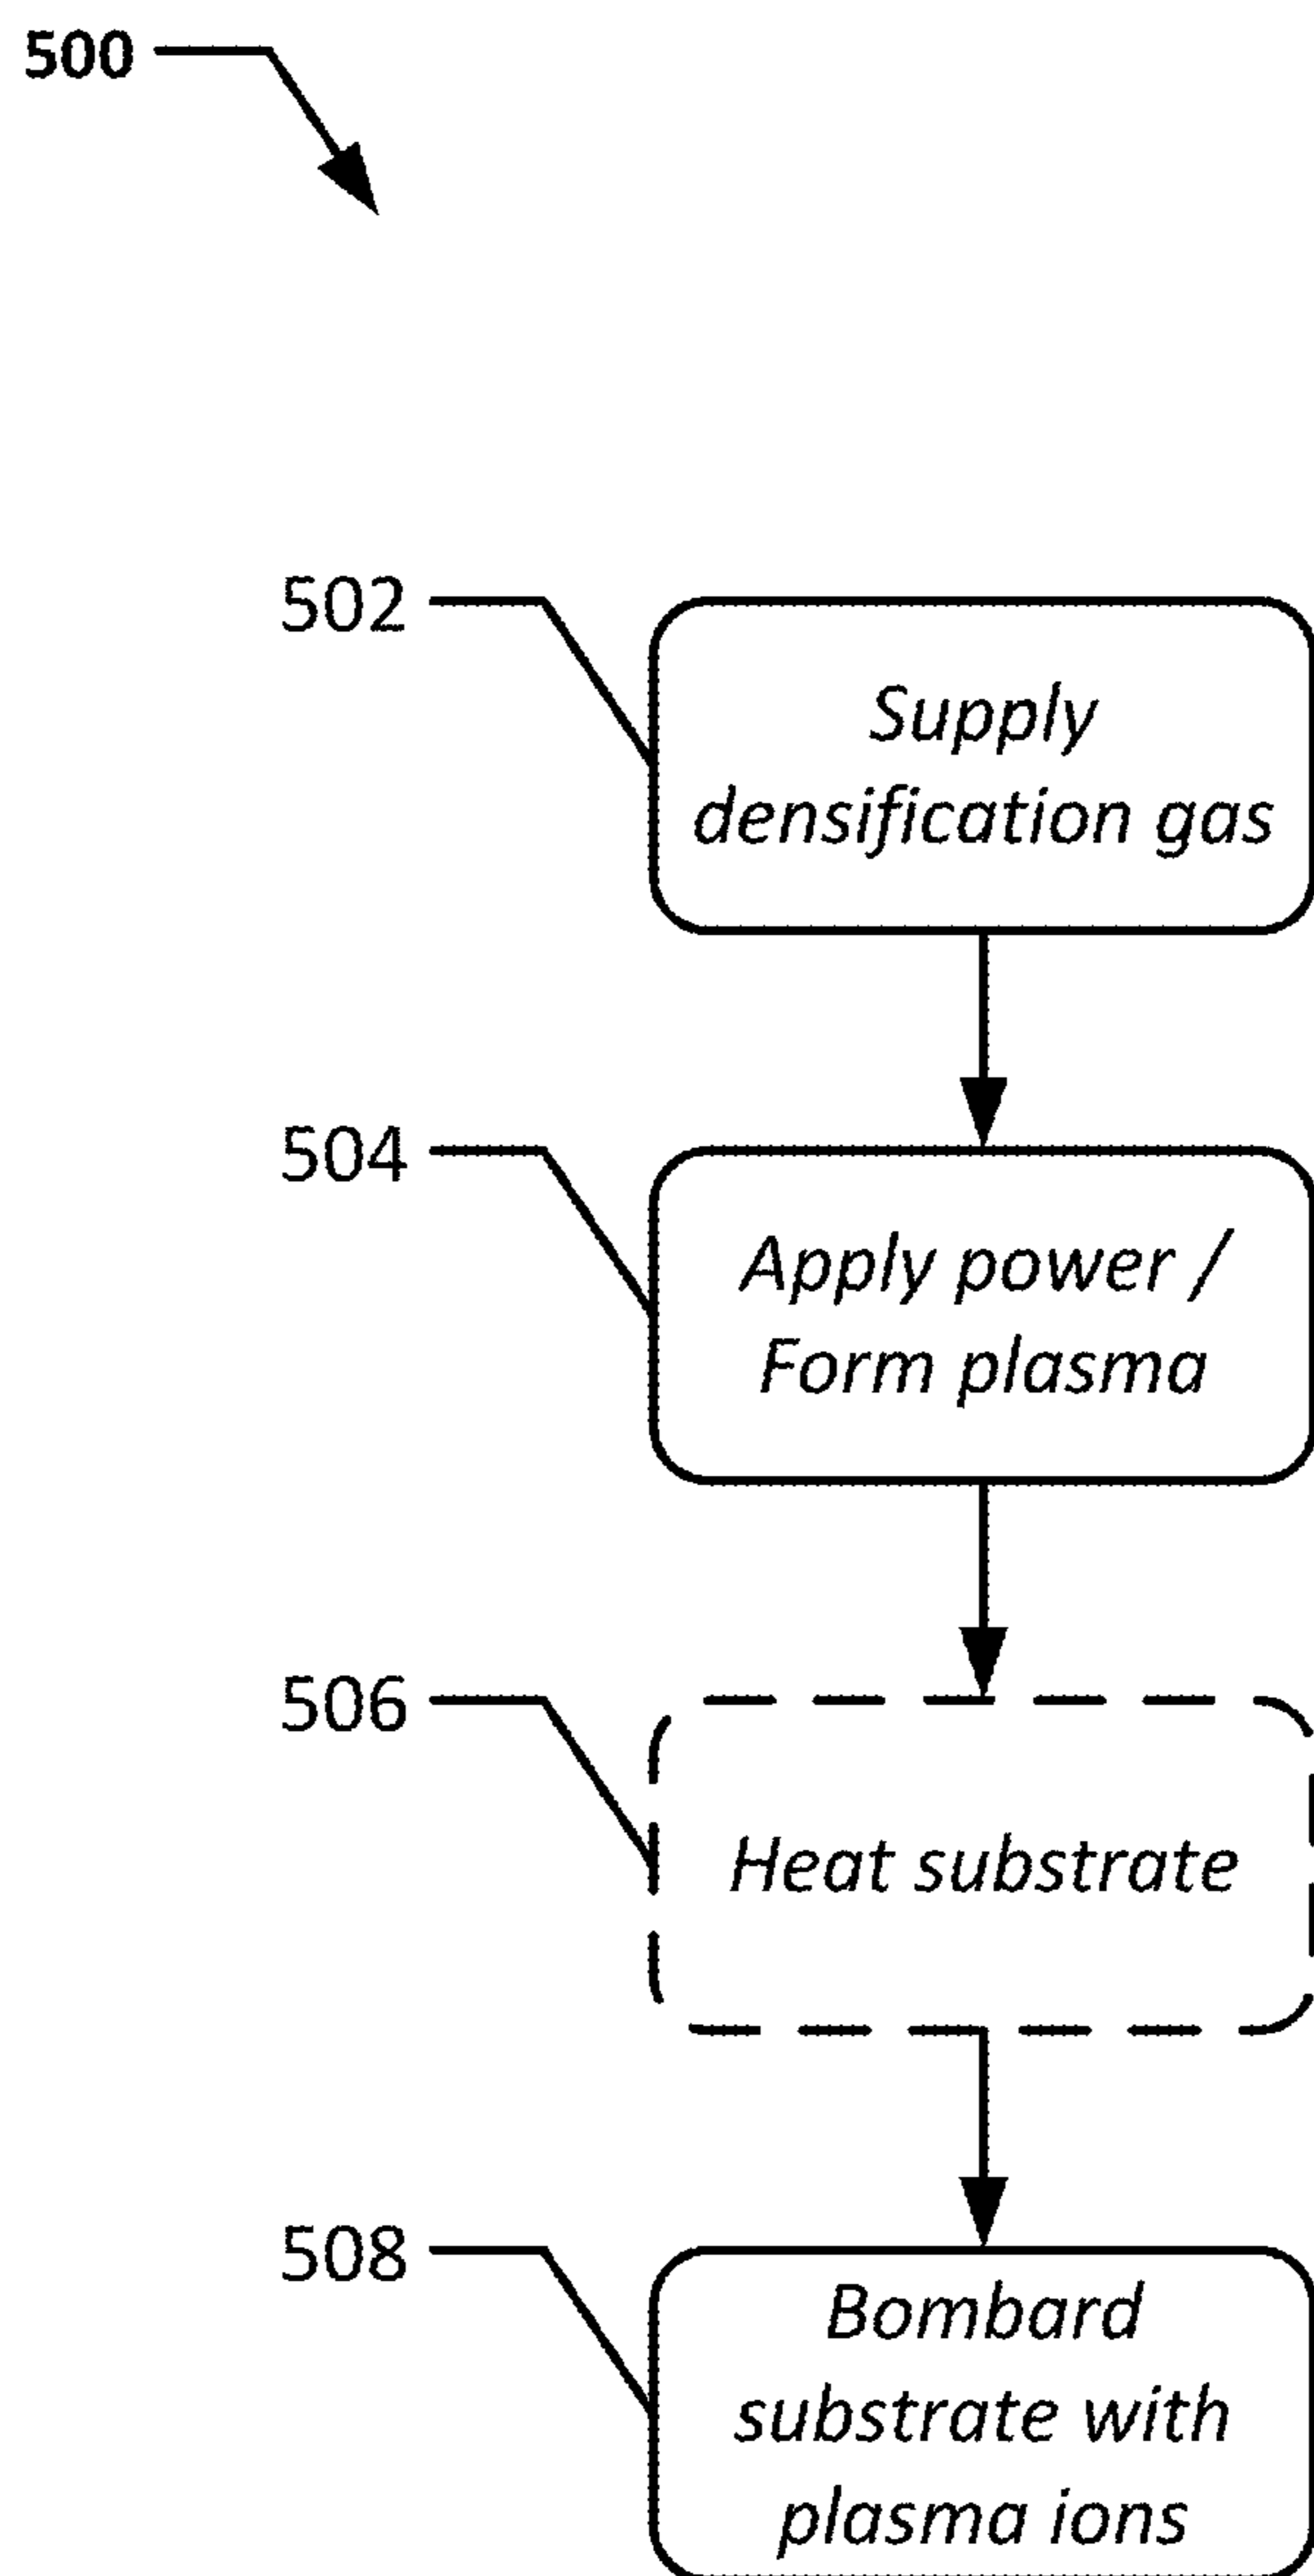 500
502
Supply
densification gas
504
Apply power /
Form plasma
506
Heat substrate
508
Bombard
substrate with
plasma ions